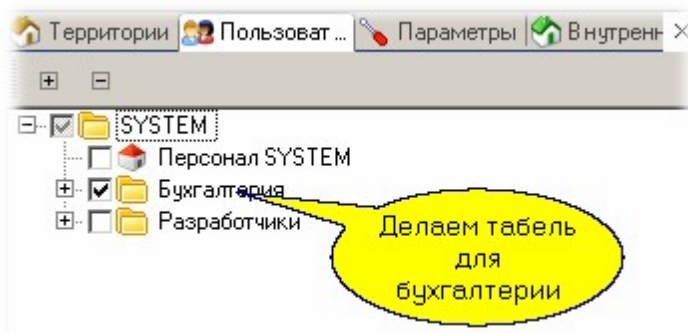 Территории Пользоват... Параметры Внутренн
SYSTEM
Персонал SYSTEM
Бухгалтерия
Разработчики
Делаем табель
для
бухгалтерии